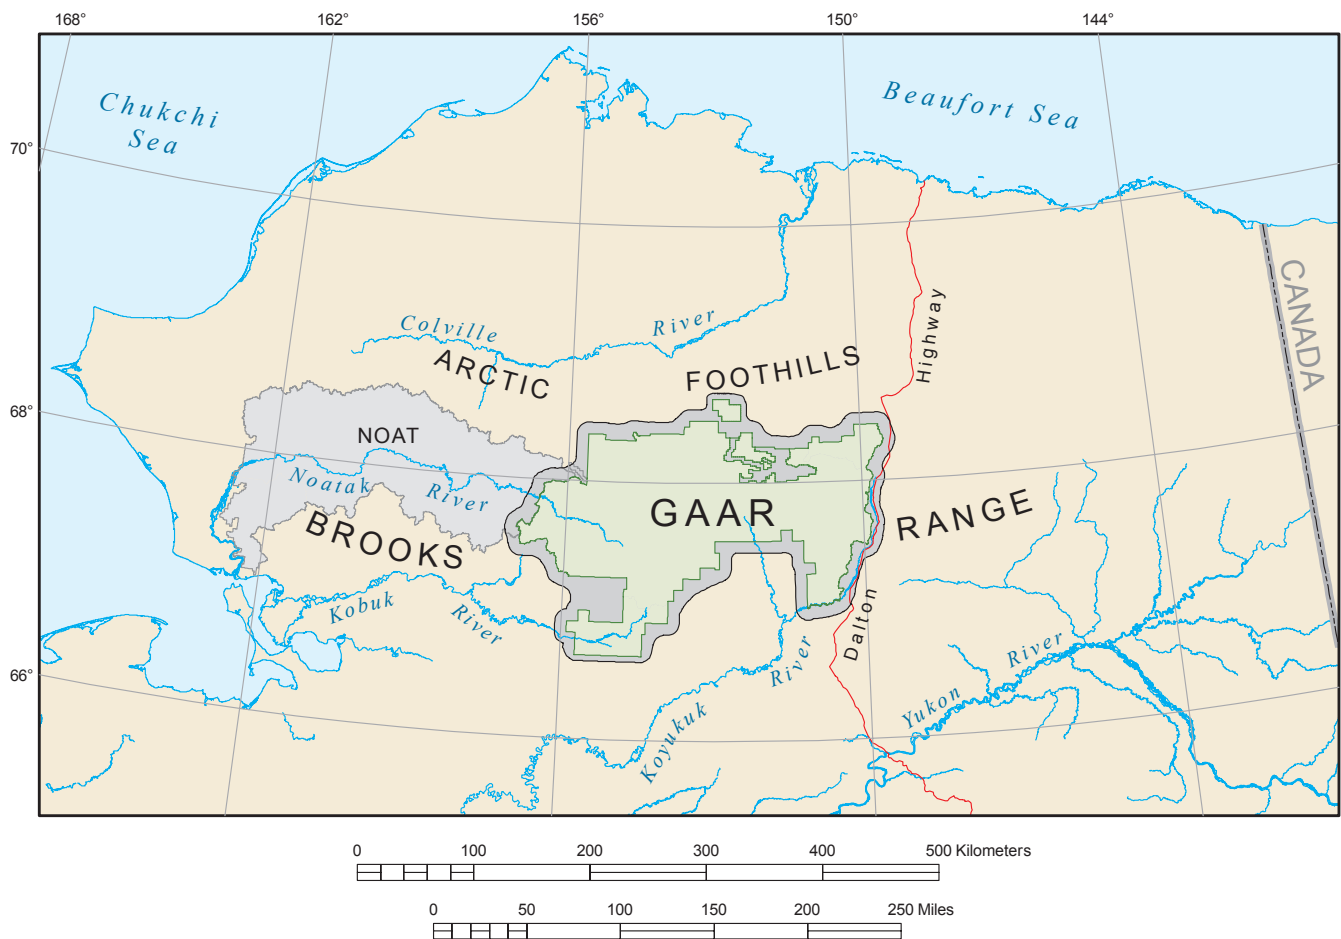 168° 162° 156° 150° 144°
Chukchi
Sea
Beaufort Sea
70°
CANADA
Colville River
Highway
ARCTIC FOOTHILLS
68°
NOAT
Noatak River
GAAR
BROOKS RANGE
Kobuk River
Dalton
River
Koyukuk
Yukon River
66°
0 100 200 300 400 500 Kilometers
0 50 100 150 200 250 Miles